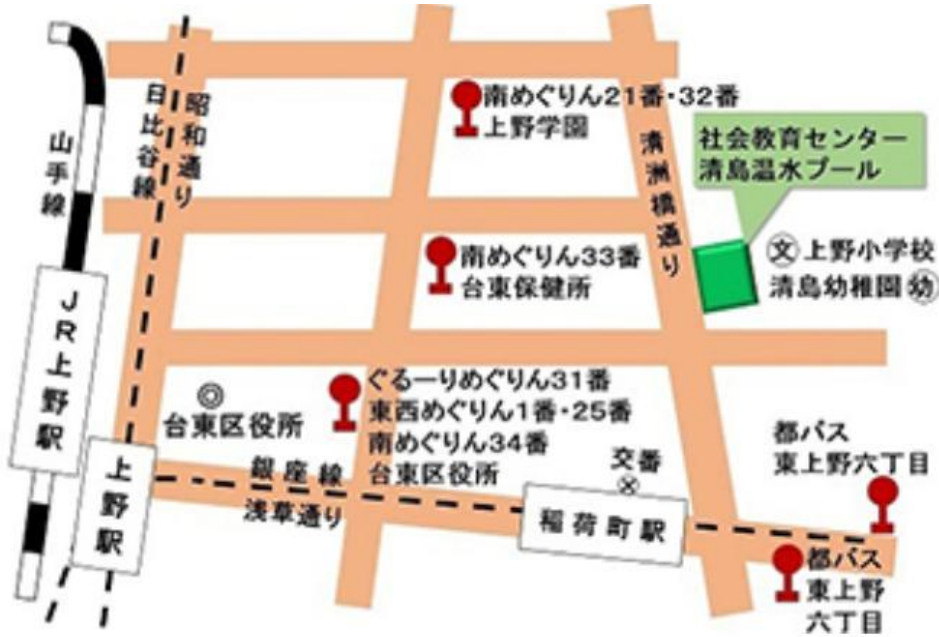 南めぐりん21番・32番
上野学園
日比谷線
昭和通り
山手線
清洲橋通り
社会教育センター
清島温水プール
南めぐりん33番
台東保健所
文 上野小学校
清島幼稚園 幼
JR上野駅
ぐるーりめぐりん31番
東西めぐりん1番・25番
南めぐりん34番
台東区役所
台東区役所
交番
都バス
東上野六丁目
上野駅
銀座線
浅草通り
稲荷町駅
都バス
東上野
六丁目